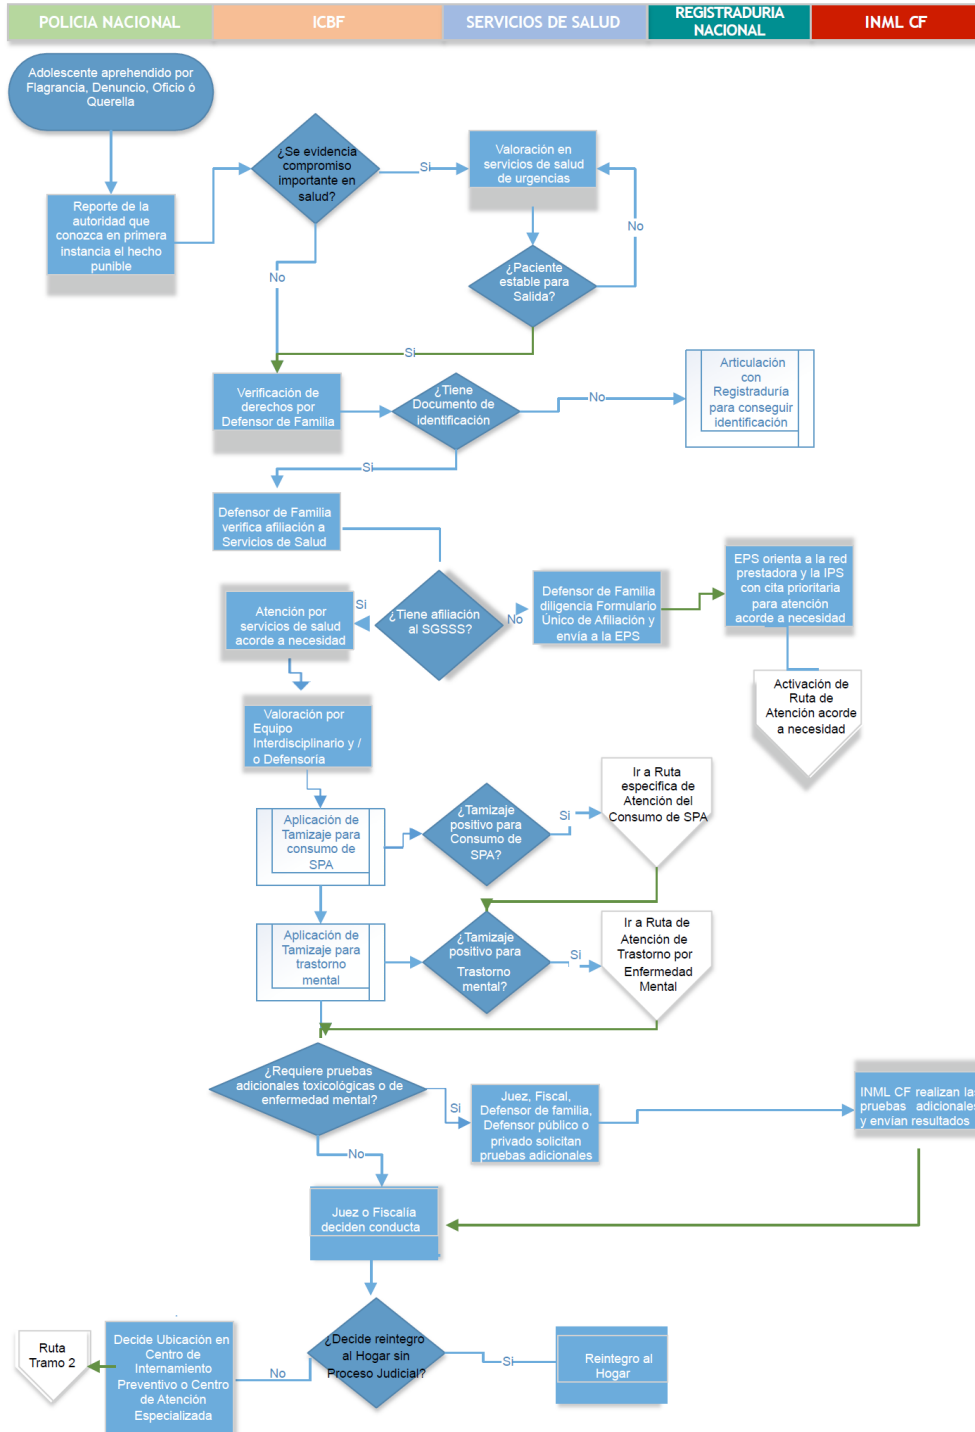 POLICIA NACIONAL
ICBF
SERVICIOS DE SALUD
REGISTRADURIA
NACIONAL
INML CF
Adolescente aprehendido por
Flagrancia, Denuncio, Oficio ó
Querella
¿Se evidencia
compromiso
importante en
salud?
Si
Valoración en
servicios de salud
de urgencias
Reporte de la
autoridad que
conozca en primera
instancia el hecho
punible
No
No
¿Paciente
estable para
Salida?
Si
Verificación de
derechos por
Defensor de Familia
¿Tiene
Documento de
identificación
No
Articulación
con
Registraduría
para conseguir
identificación
Si
Defensor de Familia
verifica afiliación a
Servicios de Salud
Atención por
servicios de salud
acorde a necesidad
Si
¿Tiene afiliación
al SGSSS?
No
Defensor de Familia
diligencia Formulario
Único de Afiliación y
envía a la EPS
EPS orienta a la red
prestadora y la IPS
con cita prioritaria
para atención
acorde a necesidad
Activación de
Ruta de
Atención acorde
a necesidad
Valoración por
Equipo
Interdisciplinario y /
o Defensoría
Aplicación de
Tamizaje para
consumo de
SPA
¿Tamizaje
positivo para
Consumo de
SPA?
Si
Ir a Ruta
especifica de
Atención del
Consumo de SPA
Aplicación de
Tamizaje para
trastorno
mental
¿Tamizaje
positivo para
Trastorno
mental?
Si
Ir a Ruta de
Atención de
Trastorno por
Enfermedad
Mental
¿Requiere pruebas
adicionales toxicológicas o de
enfermedad mental?
Si
Juez, Fiscal,
Defensor de familia,
Defensor público o
privado solicitan
pruebas adicionales
INML CF realizan las
pruebas adicionales
y envían resultados
No
Juez o Fiscalía
deciden conducta
¿Decide reintegro
al Hogar sin
Proceso Judicial?
Si
Reintegro al
Hogar
No
Decide Ubicación en
Centro de
Internamiento
Preventivo o Centro
de Atención
Especializada
Ruta
Tramo 2